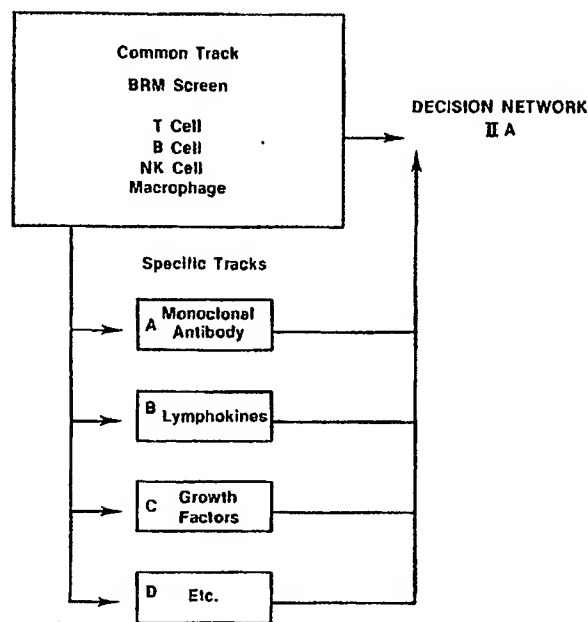 Common Track
BRM Screen
T Cell
B Cell
NK Cell
Macrophage
DECISION NETWORK
II A
Specific Tracks
A Monoclonal
Antibody
B Lymphokines
C Growth
Factors
D Etc.